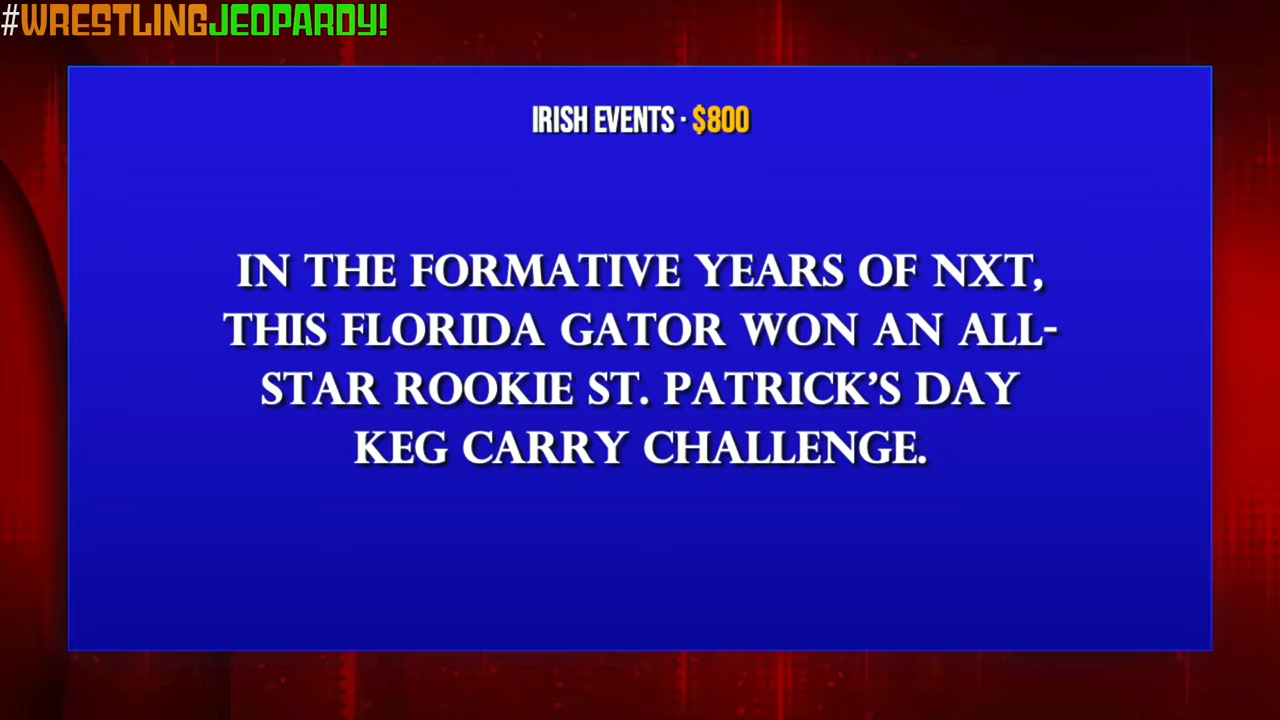 #WRESTLINGJEOPARDY!
IRISH EVENTS · $800
IN THE FORMATIVE YEARS OF NXT,
THIS FLORIDA GATOR WON AN ALL-
STAR ROOKIE ST. PATRICK’S DAY
KEG CARRY CHALLENGE.